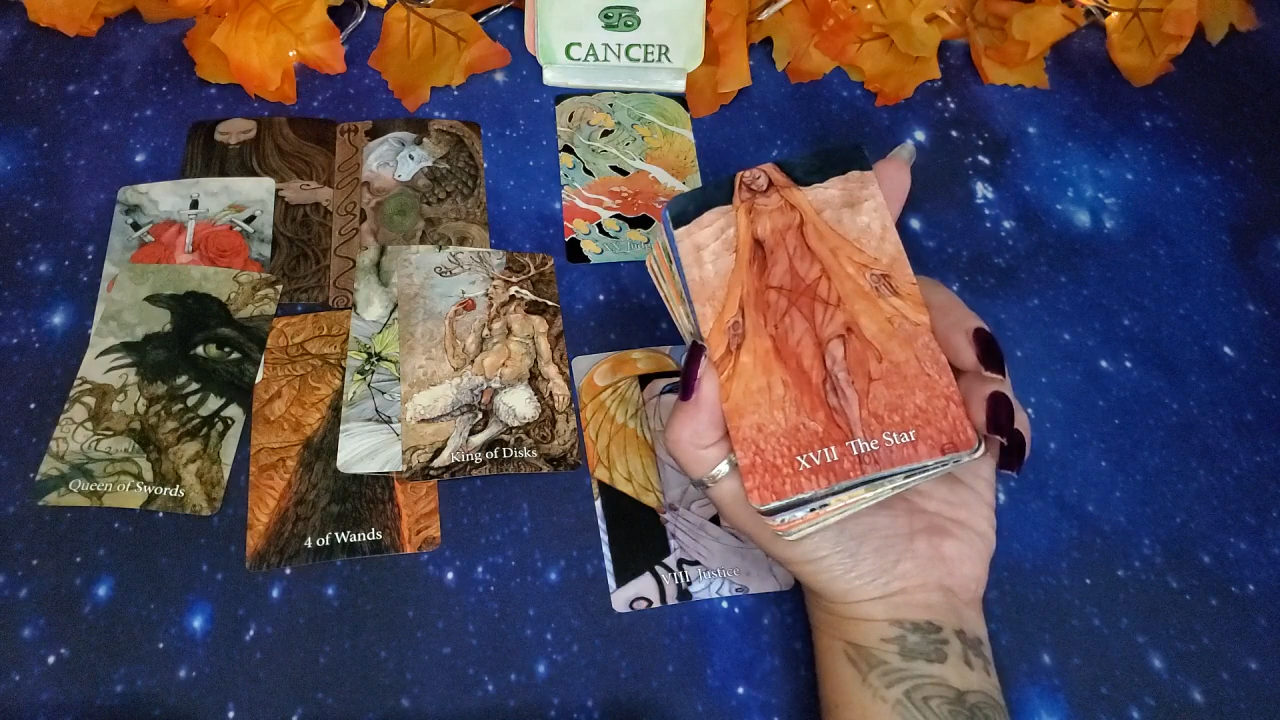 CANCER
King of Disks
XVII The Star
Queen of Swords
4 of Wands
VIII Justice